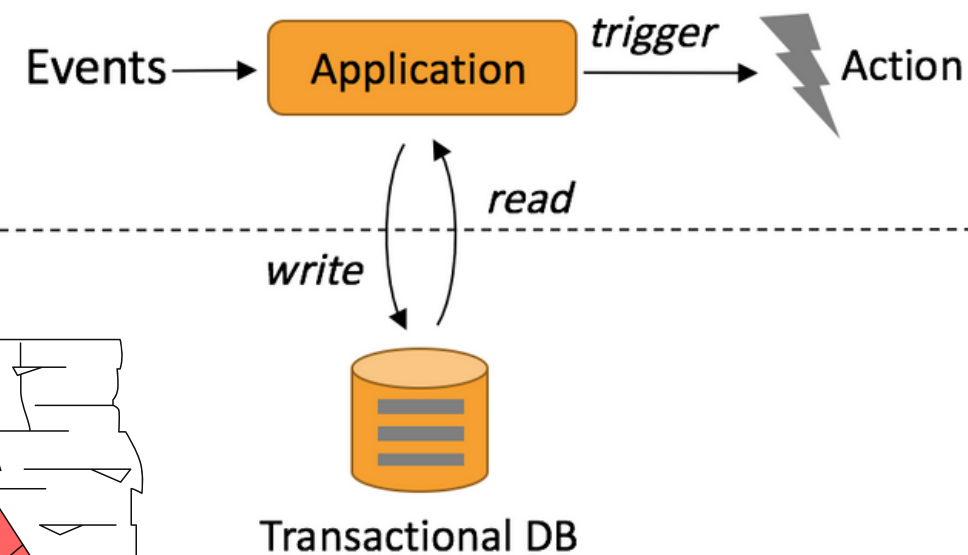 Events
Application
trigger
Action
read
write
Transactional DB